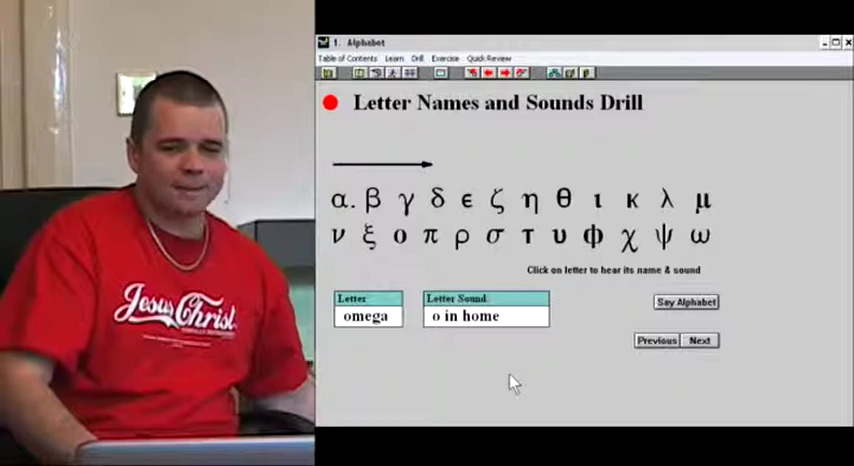 Jesus Christ
1. Alphabet
Table of Contents Learn Drill Exercise Quick Review
Letter Names and Sounds Drill
α. β γ δ ϵ ζ η θ ι κ λ μ
ν ξ ο π ρ σ τ υ ϕ χ ψ ω
Click on letter to hear its name & sound
Letter Letter Sound
omega o in home
Say Alphabet
Previous Next